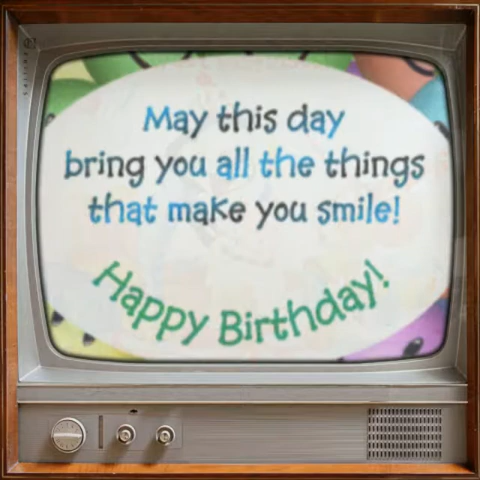 May this day
bring you all the things
that make you smile!
Happy Birthday!